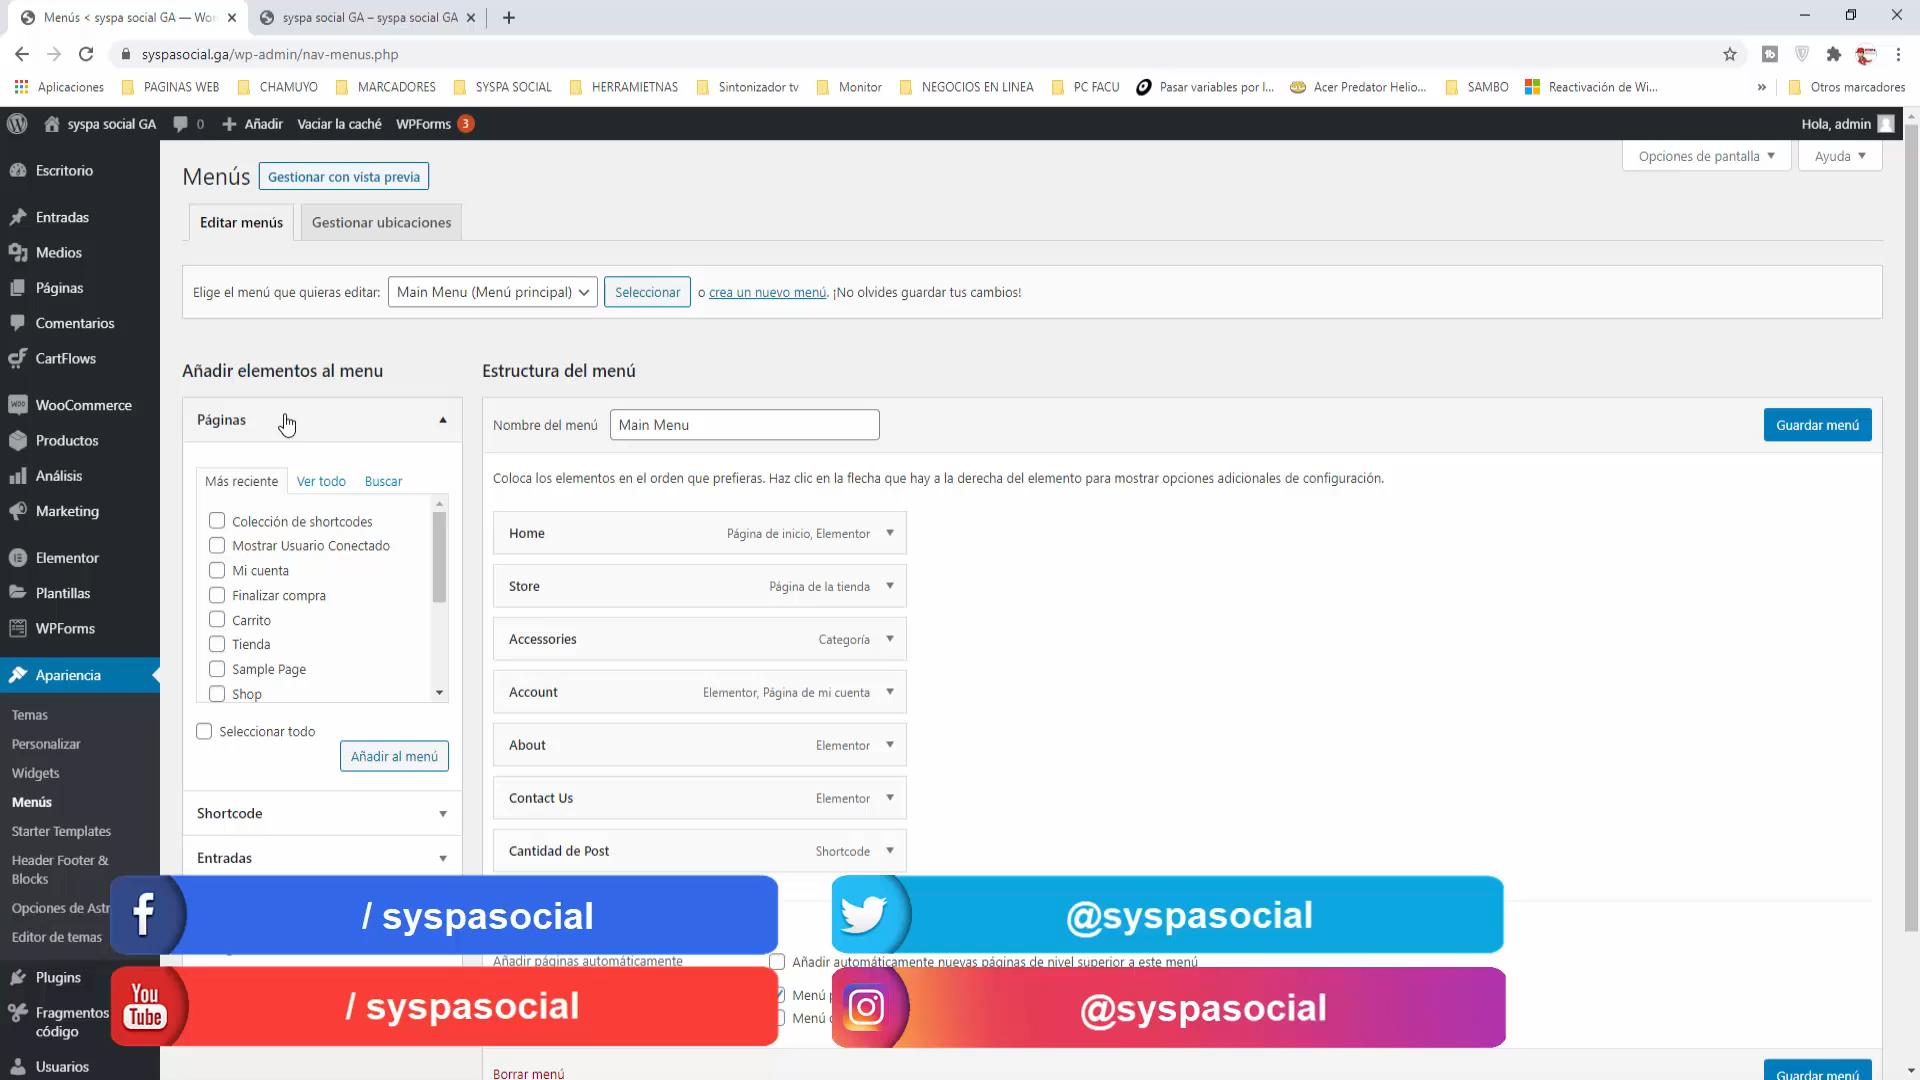 Menús < syspa social GA — Wor
syspa social GA – syspa social GA
syspasocial.ga/wp-admin/nav-menus.php
Aplicaciones
PAGINAS WEB
CHAMUYO
MARCADORES
SYSPA SOCIAL
HERRAMIETNAS
Sintonizador tv
Monitor
NEGOCIOS EN LINEA
PC FACU
Pasar variables por l...
Acer Predator Helio...
SAMBO
Reactivación de Wi...
»
Otros marcadores
syspa social GA
0
Añadir
Vaciar la caché
WPForms 3
Hola, admin
Escritorio
Entradas
Medios
Páginas
Comentarios
CartFlows
WooCommerce
Productos
Análisis
Marketing
Elementor
Plantillas
WPForms
Apariencia
Temas
Personalizar
Widgets
Menús
Starter Templates
Header Footer &
Blocks
Opciones de Astr
Editor de temas
Plugins
Fragmentos
código
Usuarios
Opciones de pantalla
Ayuda
Menús
Gestionar con vista previa
Editar menús
Gestionar ubicaciones
Elige el menú que quieras editar:
Main Menu (Menú principal)
Seleccionar
o crea un nuevo menú. ¡No olvides guardar tus cambios!
Añadir elementos al menu
Páginas
Más reciente
Ver todo
Buscar
Colección de shortcodes
Mostrar Usuario Conectado
Mi cuenta
Finalizar compra
Carrito
Tienda
Sample Page
Shop
Seleccionar todo
Añadir al menú
Shortcode
Entradas
Estructura del menú
Nombre del menú
Main Menu
Guardar menú
Coloca los elementos en el orden que prefieras. Haz clic en la flecha que hay a la derecha del elemento para mostrar opciones adicionales de configuración.
Home
Página de inicio, Elementor
Store
Página de la tienda
Accessories
Categoría
Account
Elementor, Página de mi cuenta
About
Elementor
Contact Us
Elementor
Cantidad de Post
Shortcode
Añadir páginas automáticamente
Añadir automáticamente nuevas páginas de nivel superior a este menú
Menú
Menú
Borrar menú
Guardar menú
f
/ syspasocial
@syspasocial
You
Tube
/ syspasocial
@syspasocial